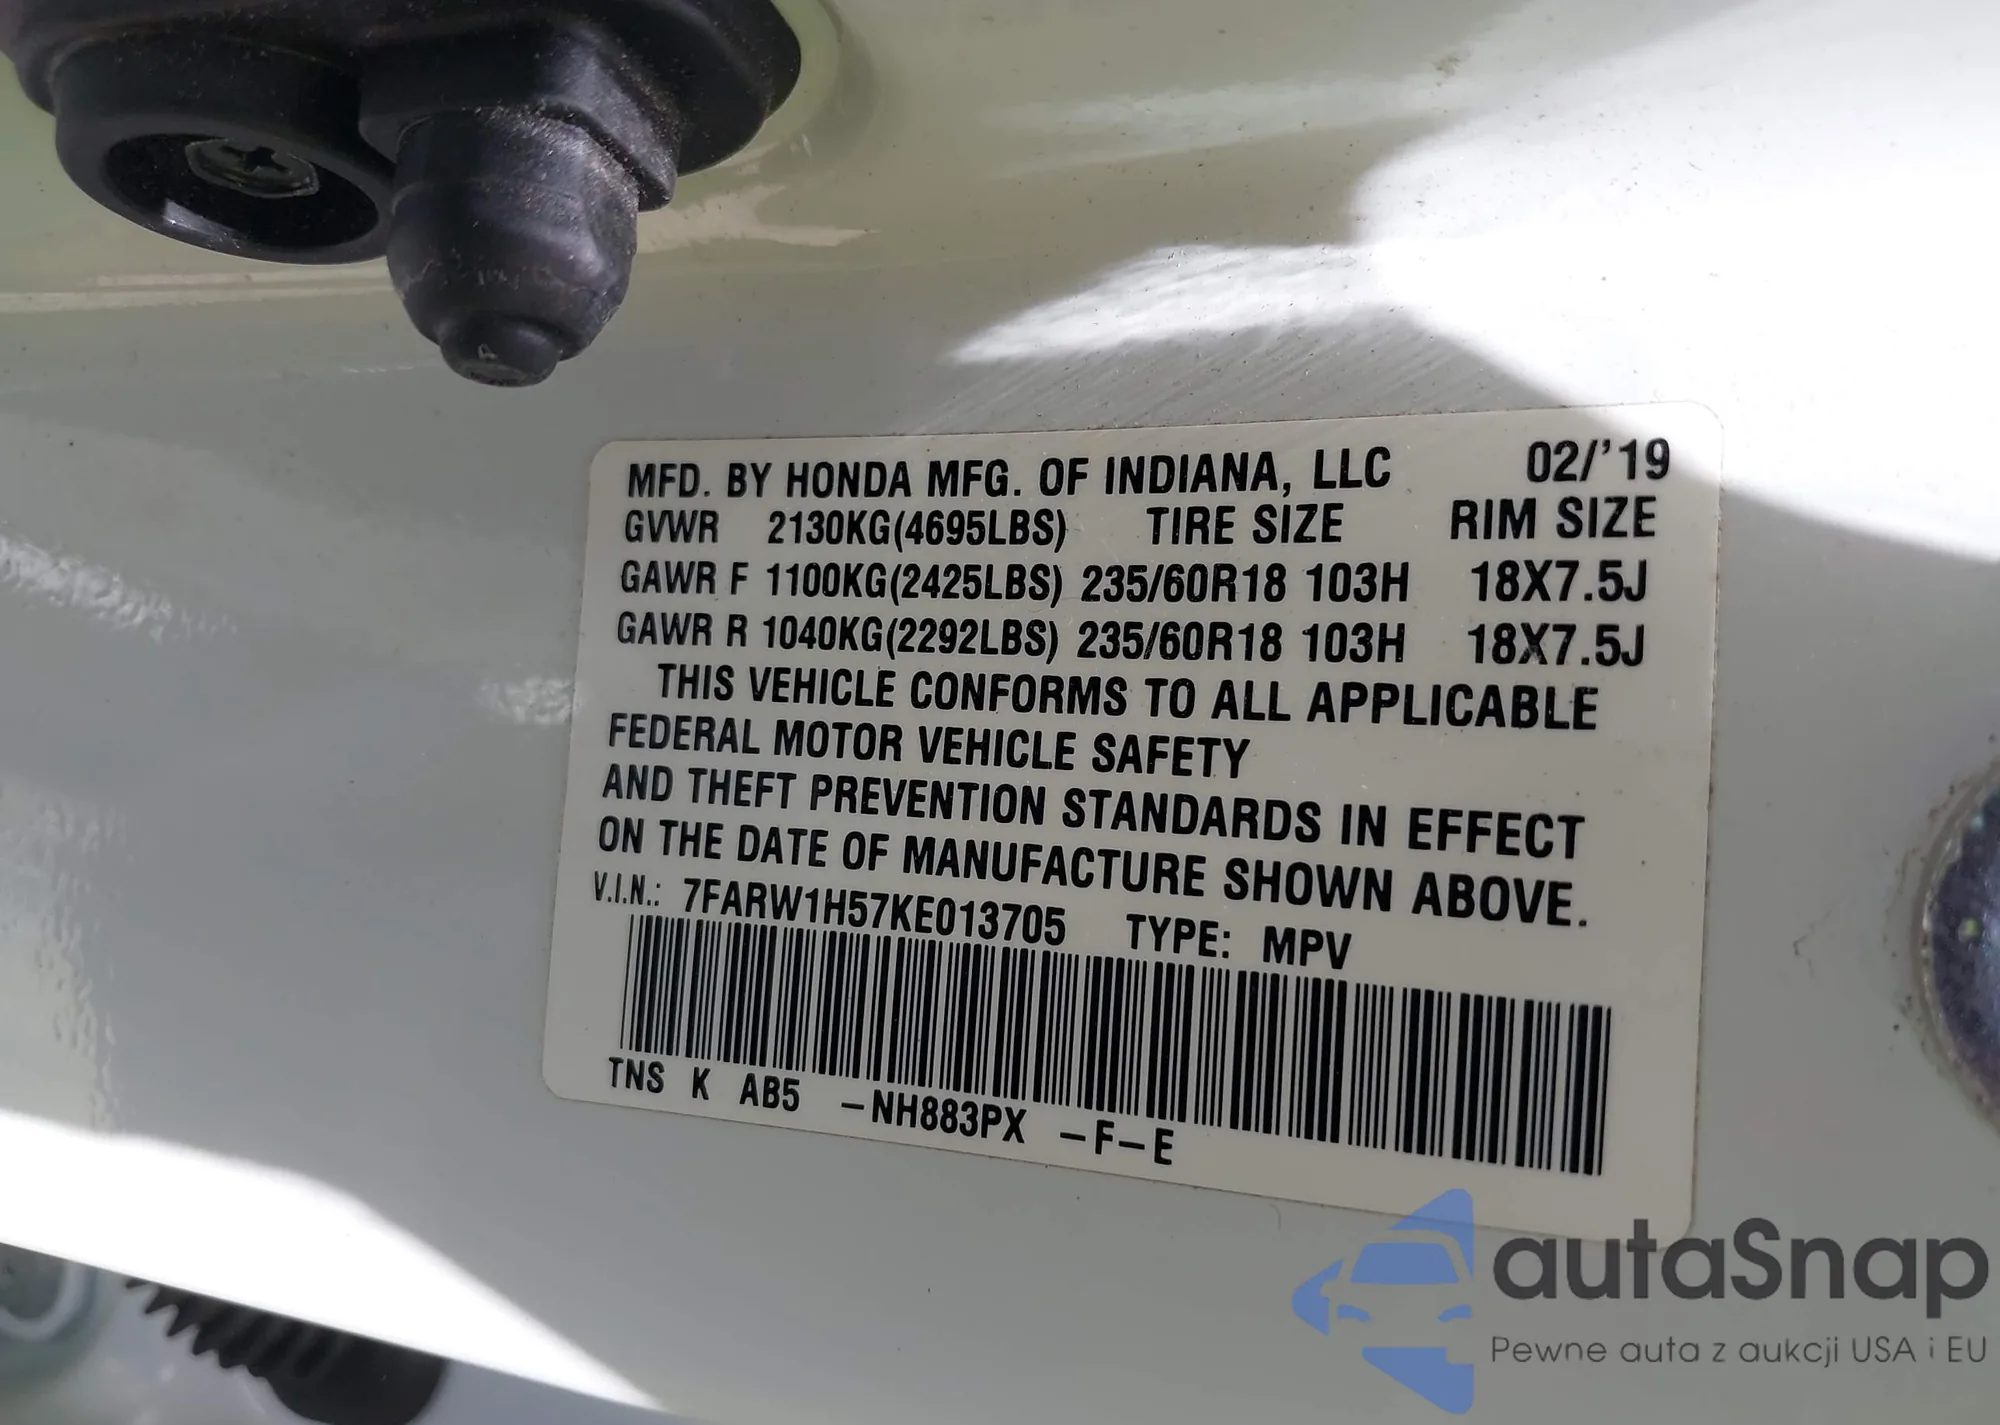 MFD. BY HONDA MFG. OF INDIANA, LLC 02/'19
GVWR 2130KG(4695LBS) TIRE SIZE RIM SIZE
GAWR F 1100KG(2425LBS) 235/60R18 103H 18X7.5J
GAWR R 1040KG(2292LBS) 235/60R18 103H 18X7.5J
THIS VEHICLE CONFORMS TO ALL APPLICABLE
FEDERAL MOTOR VEHICLE SAFETY
AND THEFT PREVENTION STANDARDS IN EFFECT
ON THE DATE OF MANUFACTURE SHOWN ABOVE.
V.I.N.: 7FARW1H57KE013705 TYPE: MPV
TNS K AB5 -NH883PX -F-E
autaSnap
Pewne auta z aukcji USA i EU